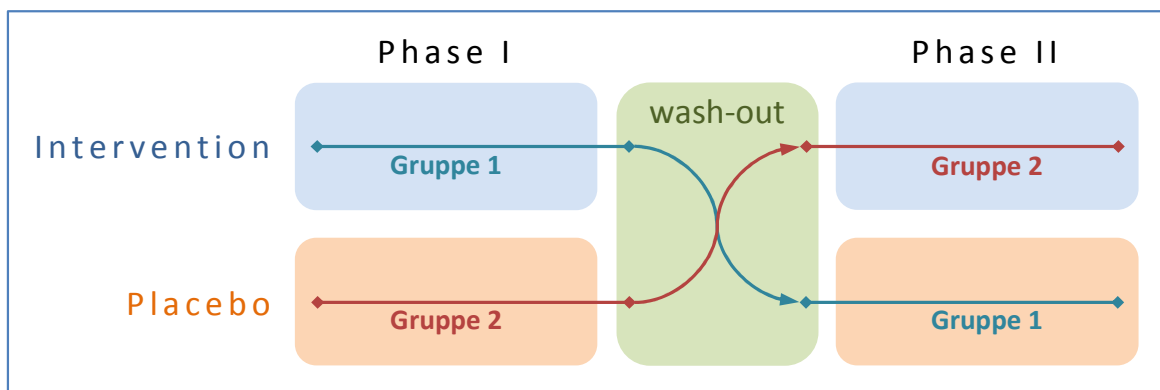 Phase I
Phase II
wash-out
Intervention
Gruppe 1
Gruppe 2
Placebo
Gruppe 2
Gruppe 1